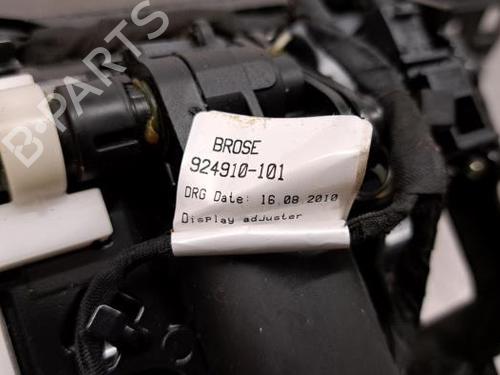 B-PARTS
BROSE
924910-101
DRG Date: 16.08.2010
Display adjuster